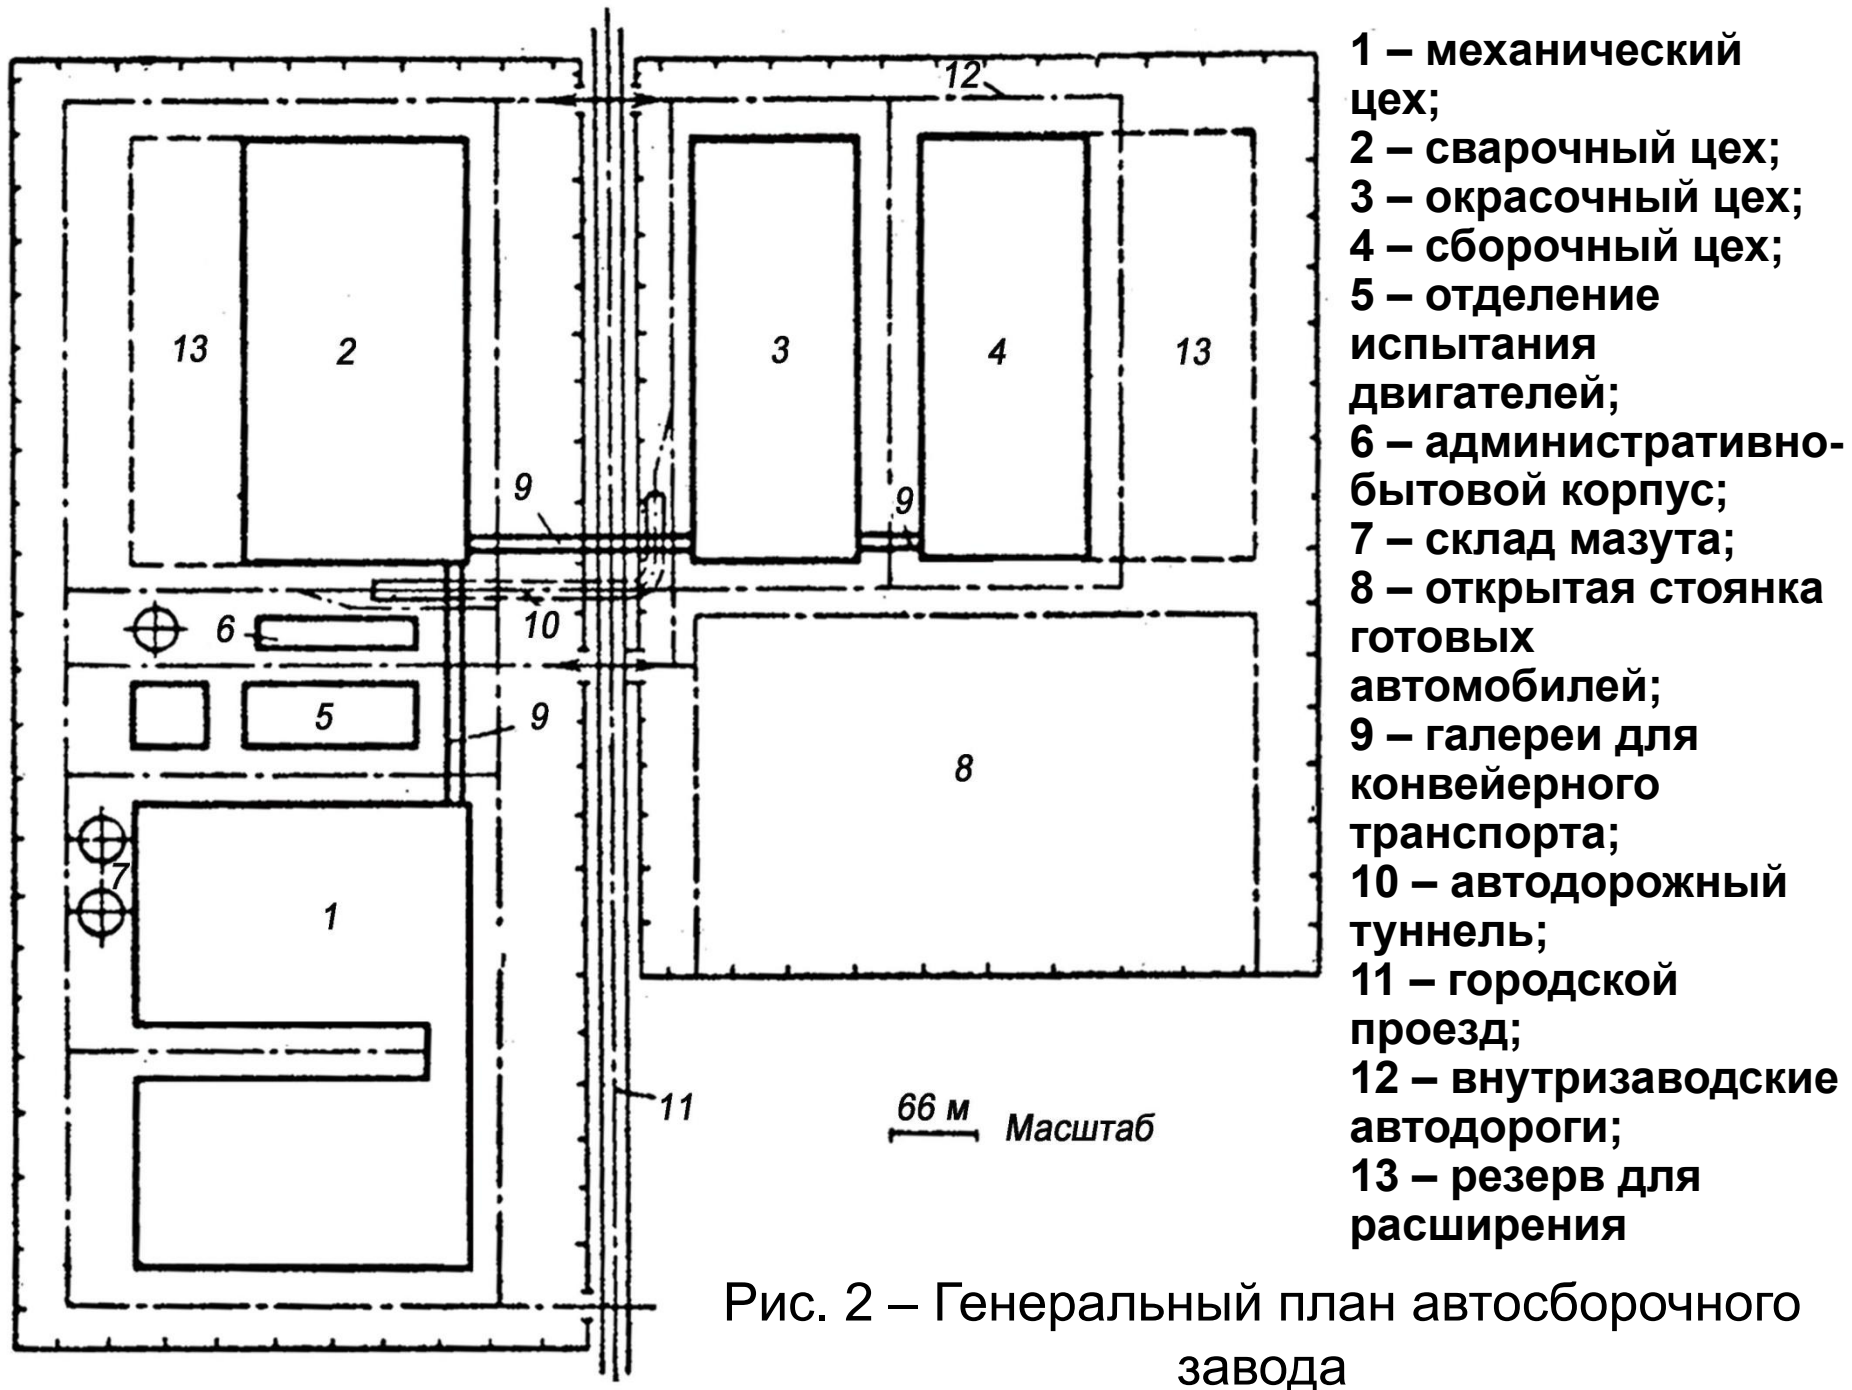 12
13
2
3
4
13
9
9
6
10
5
9
8
7
1
11
66 м
Масштаб
1 – механический
цех;
2 – сварочный цех;
3 – окрасочный цех;
4 – сборочный цех;
5 – отделение
испытания
двигателей;
6 – административно-
бытовой корпус;
7 – склад мазута;
8 – открытая стоянка
готовых
автомобилей;
9 – галереи для
конвейерного
транспорта;
10 – автодорожный
туннель;
11 – городской
проезд;
12 – внутризаводские
автодороги;
13 – резерв для
расширения
Рис. 2 – Генеральный план автосборочного
завода